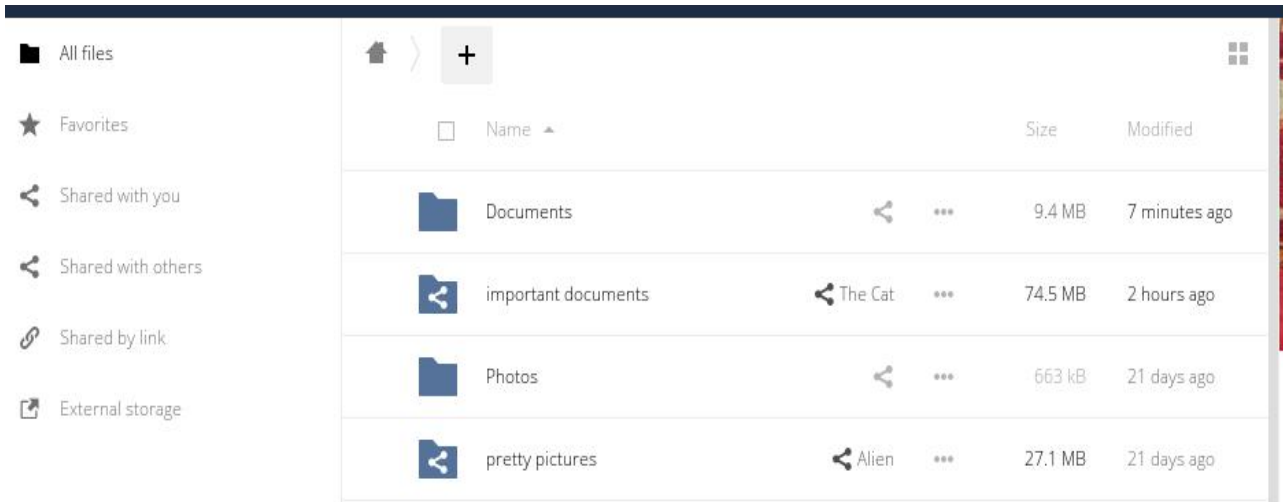 All files
Favorites
Shared with you
Shared with others
Shared by link
External storage
Name Size Modified
Documents 9.4 MB 7 minutes ago
important documents The Cat 74.5 MB 2 hours ago
Photos 663 kB 21 days ago
pretty pictures Alien 27.1 MB 21 days ago